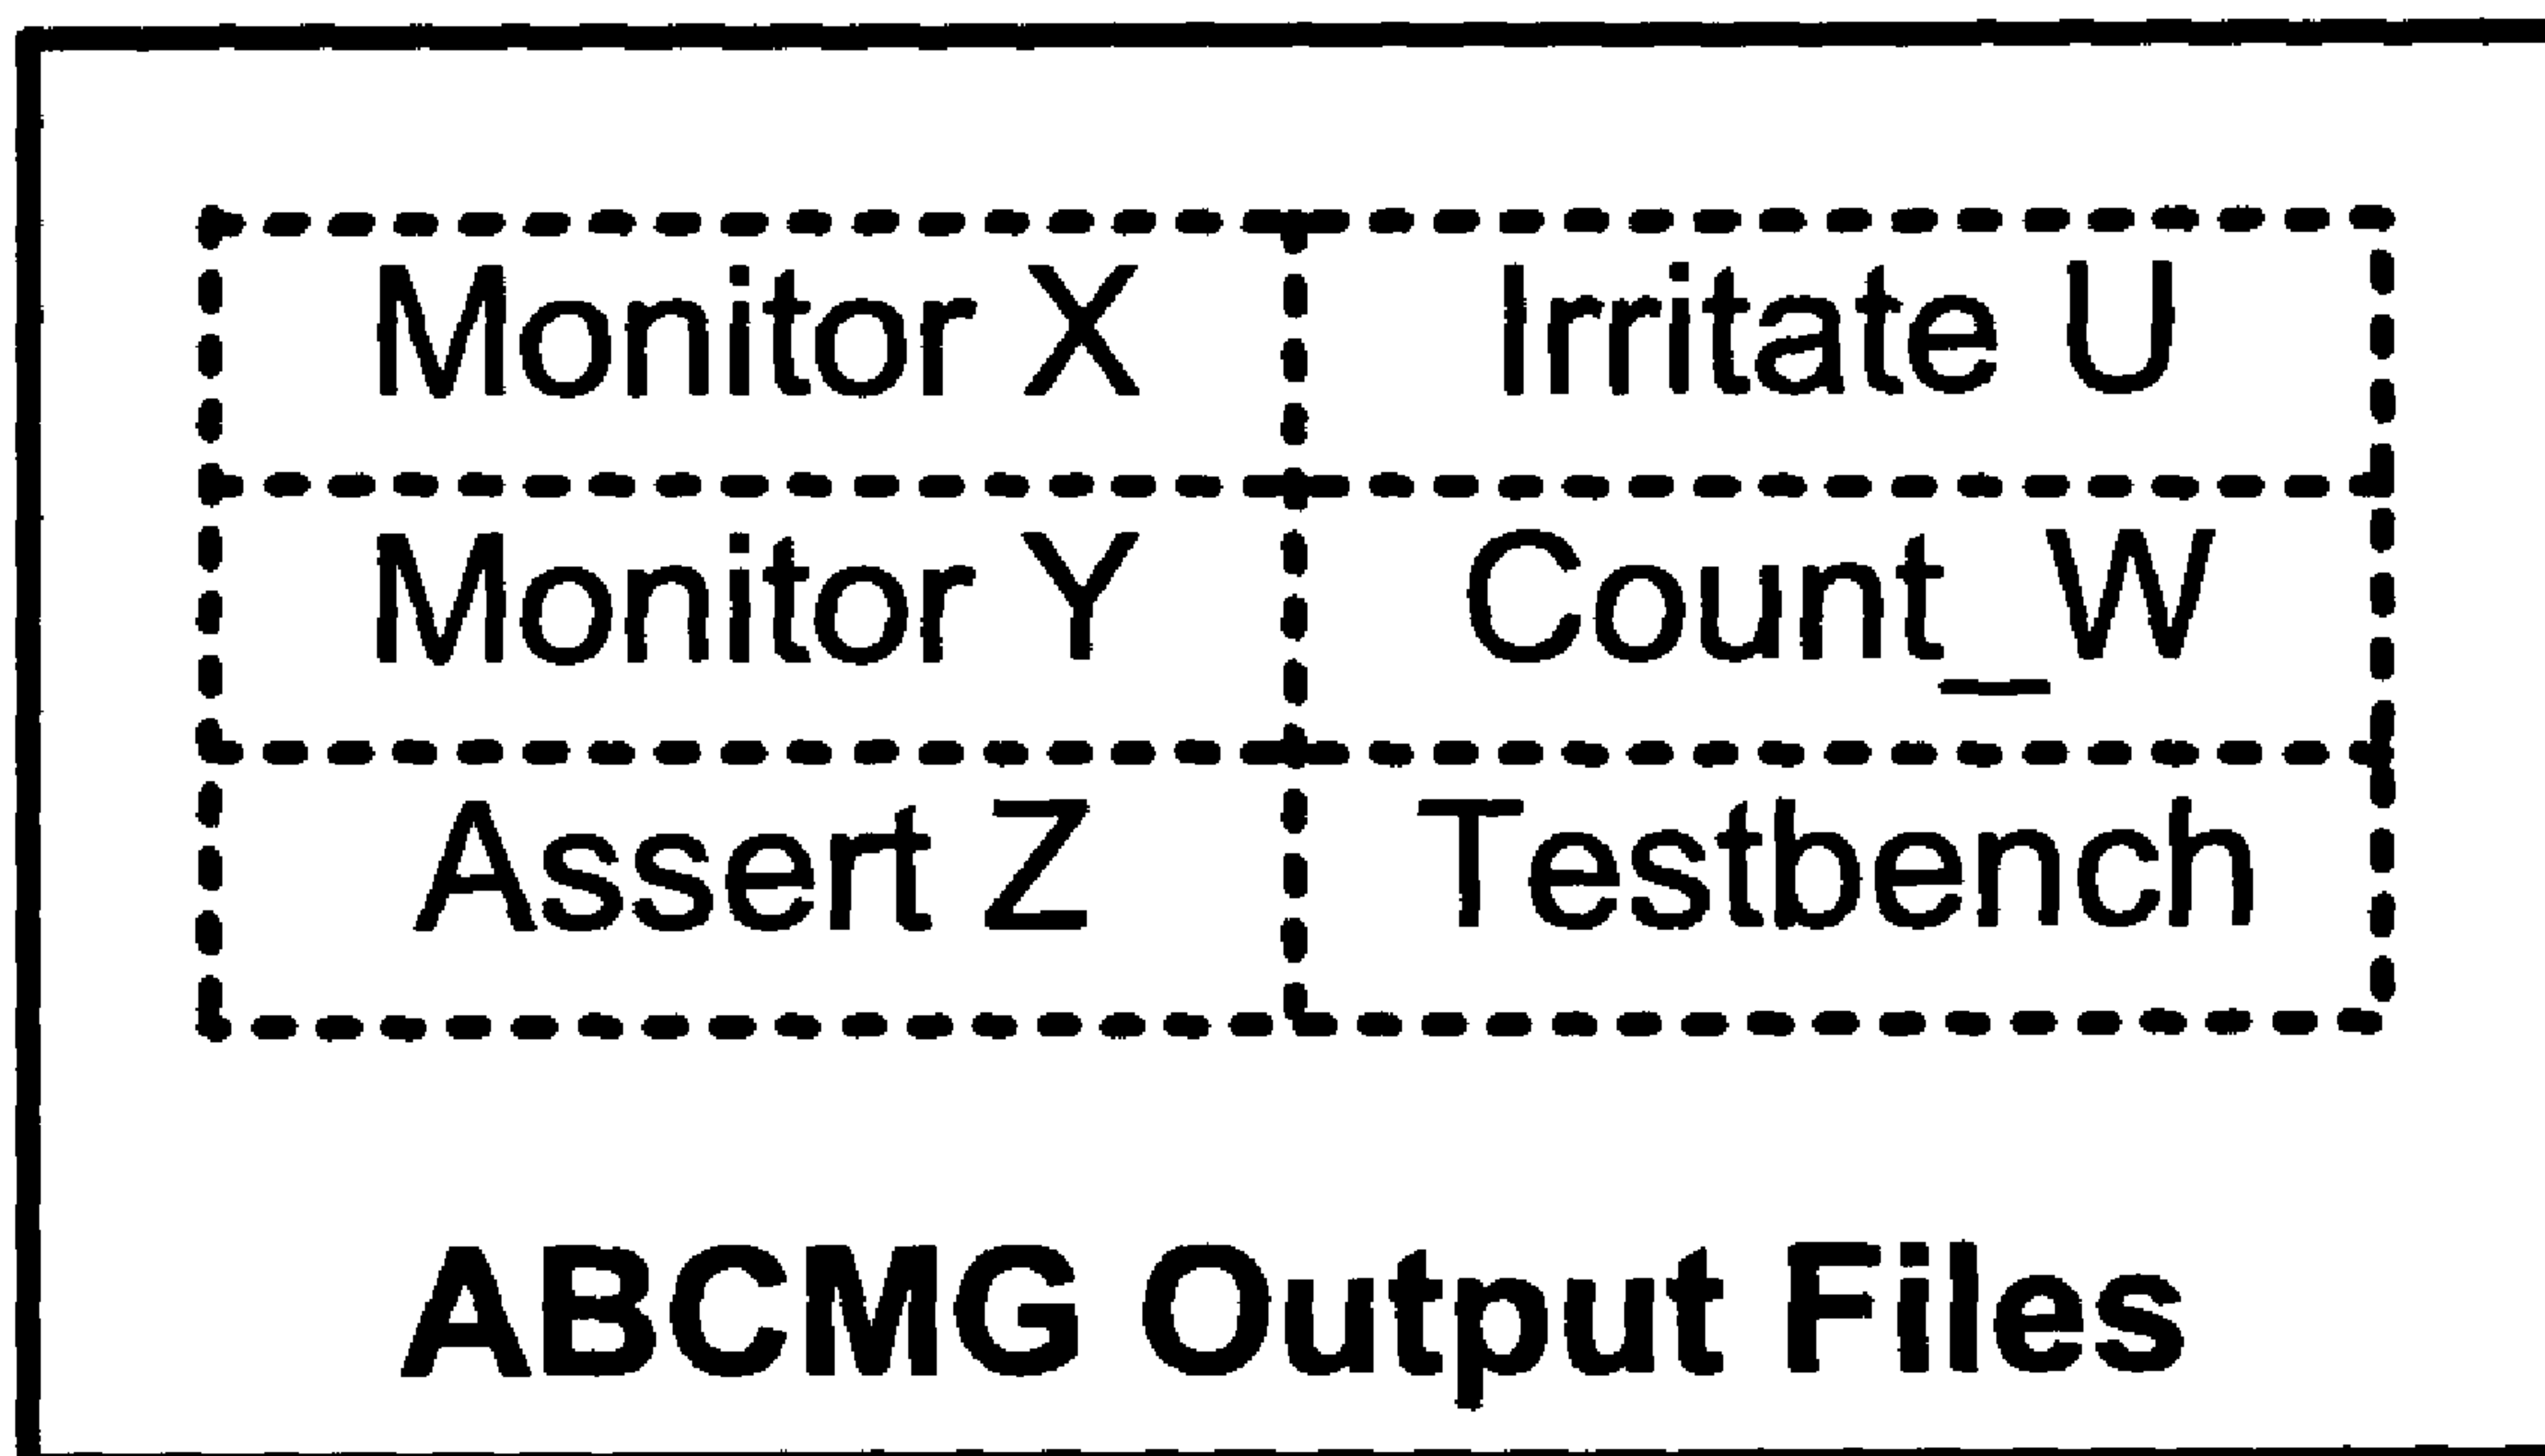 Monitor X Irritate U
Monitor Y Count_W
Assert Z Testbench
ABCMG Output Files